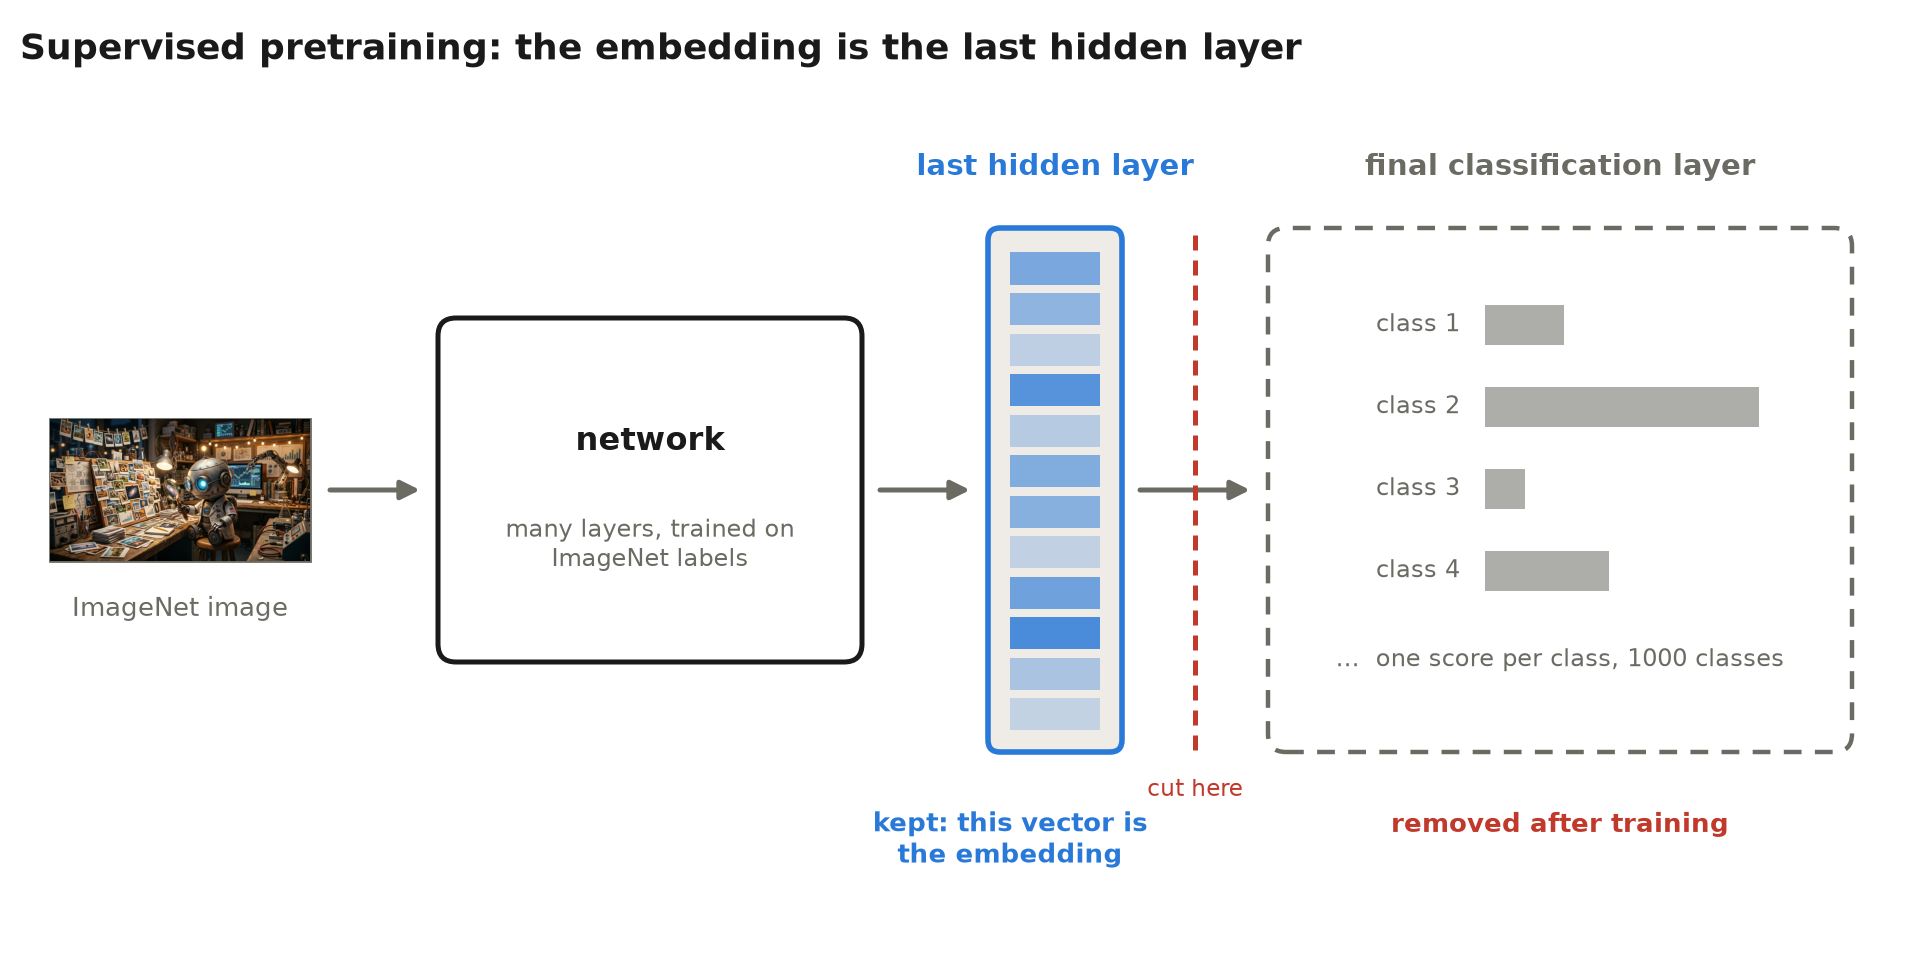 Supervised pretraining: the embedding is the last hidden layer
last hidden layer
final classification layer
class 1
class 2
network
class 3
many layers, trained on
ImageNet labels
class 4
ImageNet image
… one score per class, 1000 classes
cut here
kept: this vector is
the embedding
removed after training